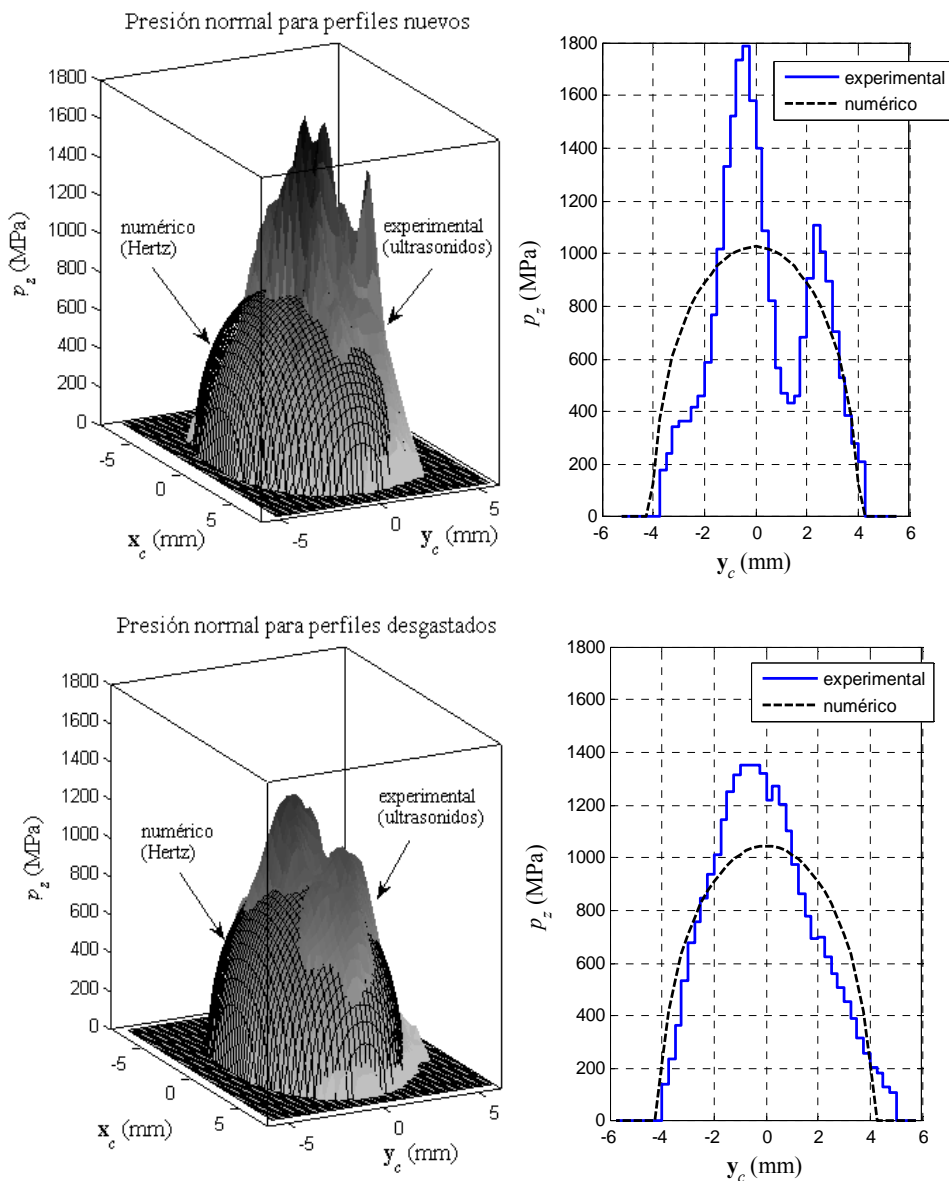 Presión normal para perfiles nuevos
1800
1600
1400
1200
1000
800
600
400
200
0
p_z (MPa)
numérico
(Hertz)
experimental
(ultrasonidos)
-5
0
5
x_c (mm)
-5
0
5
y_c (mm)
1800
1600
1400
1200
1000
800
600
400
200
0
p_z (MPa)
experimental
numérico
-6
-4
-2
0
2
4
6
y_c (mm)
Presión normal para perfiles desgastados
1800
1600
1400
1200
1000
800
600
400
200
0
p_z (MPa)
numérico
(Hertz)
experimental
(ultrasonidos)
-5
0
5
x_c (mm)
-5
0
5
y_c (mm)
1800
1600
1400
1200
1000
800
600
400
200
0
p_z (MPa)
experimental
numérico
-6
-4
-2
0
2
4
6
y_c (mm)